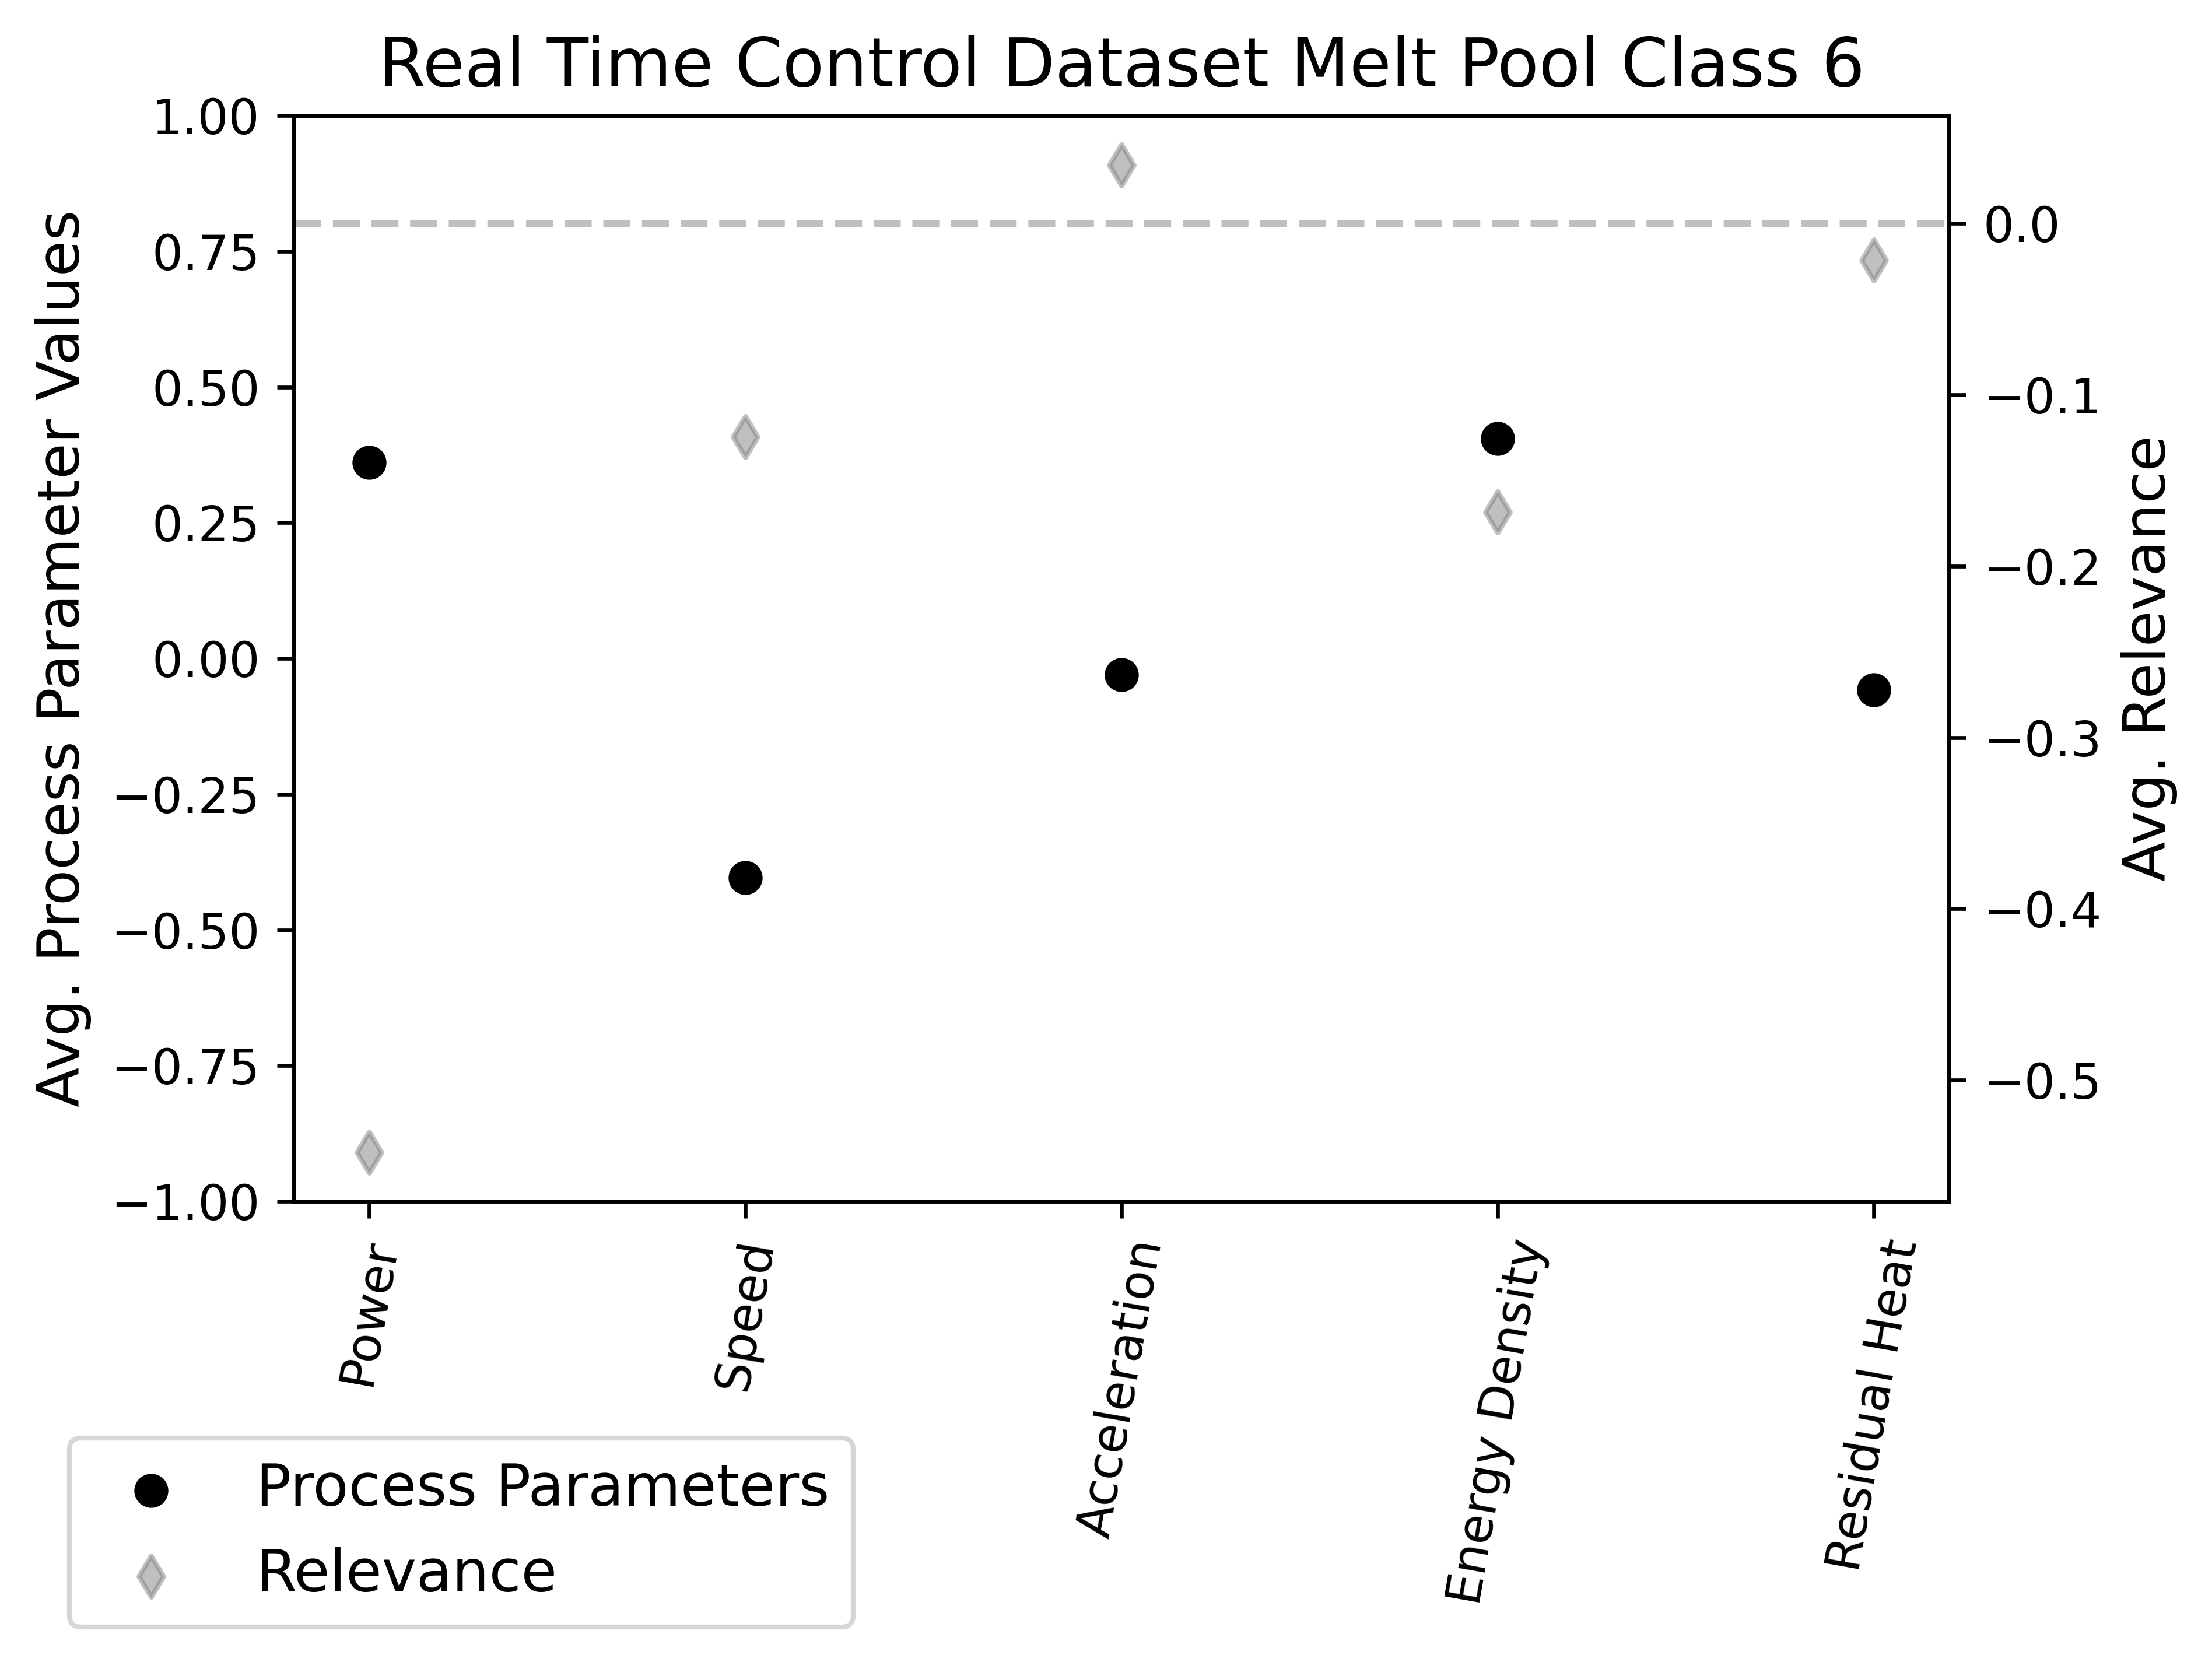 Real Time Control Dataset Melt Pool Class 6
Avg. Process Parameter Values
1.00
0.75
0.50
0.25
0.00
−0.25
−0.50
−0.75
−1.00
0.0
−0.1
−0.2
−0.3
−0.4
−0.5
Avg. Relevance
Power
Speed
Acceleration
Energy Density
Residual Heat
Process Parameters
Relevance